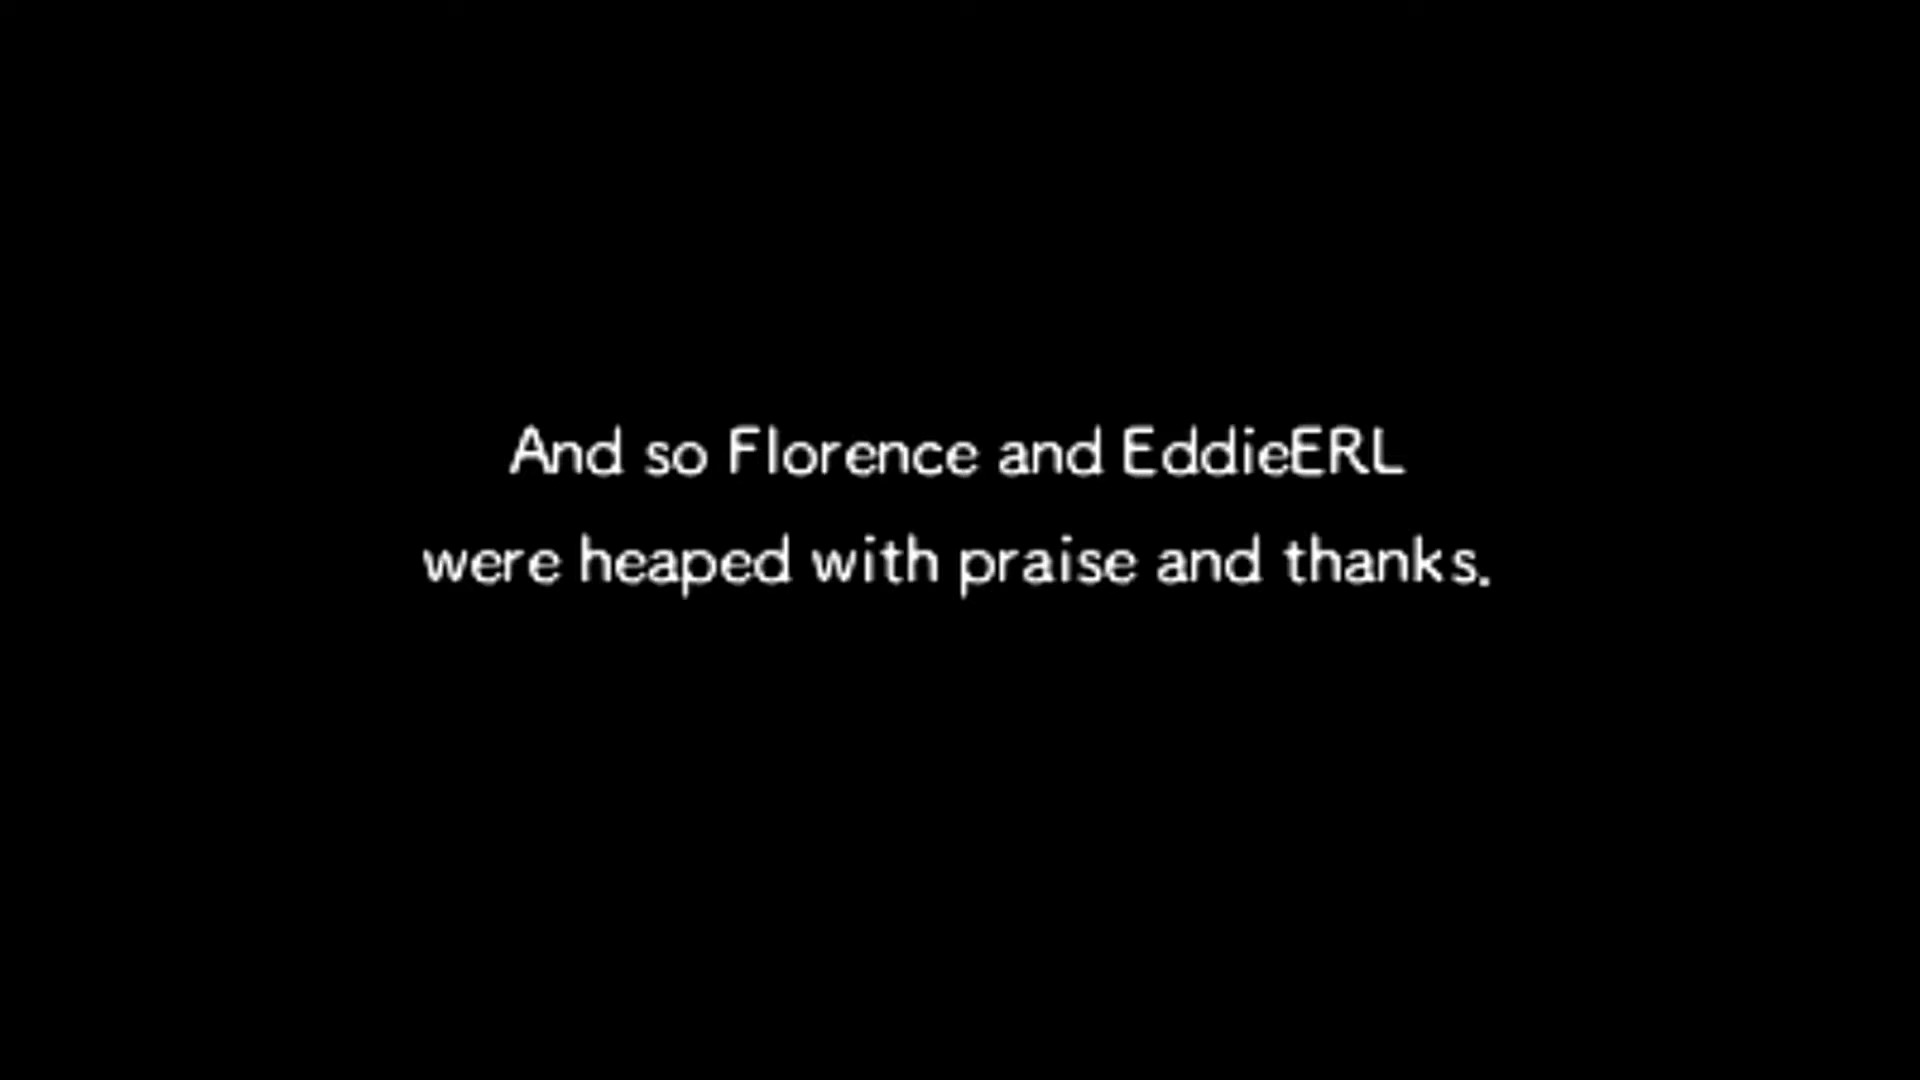 And so Florence and EddieERL
were heaped with praise and thanks.